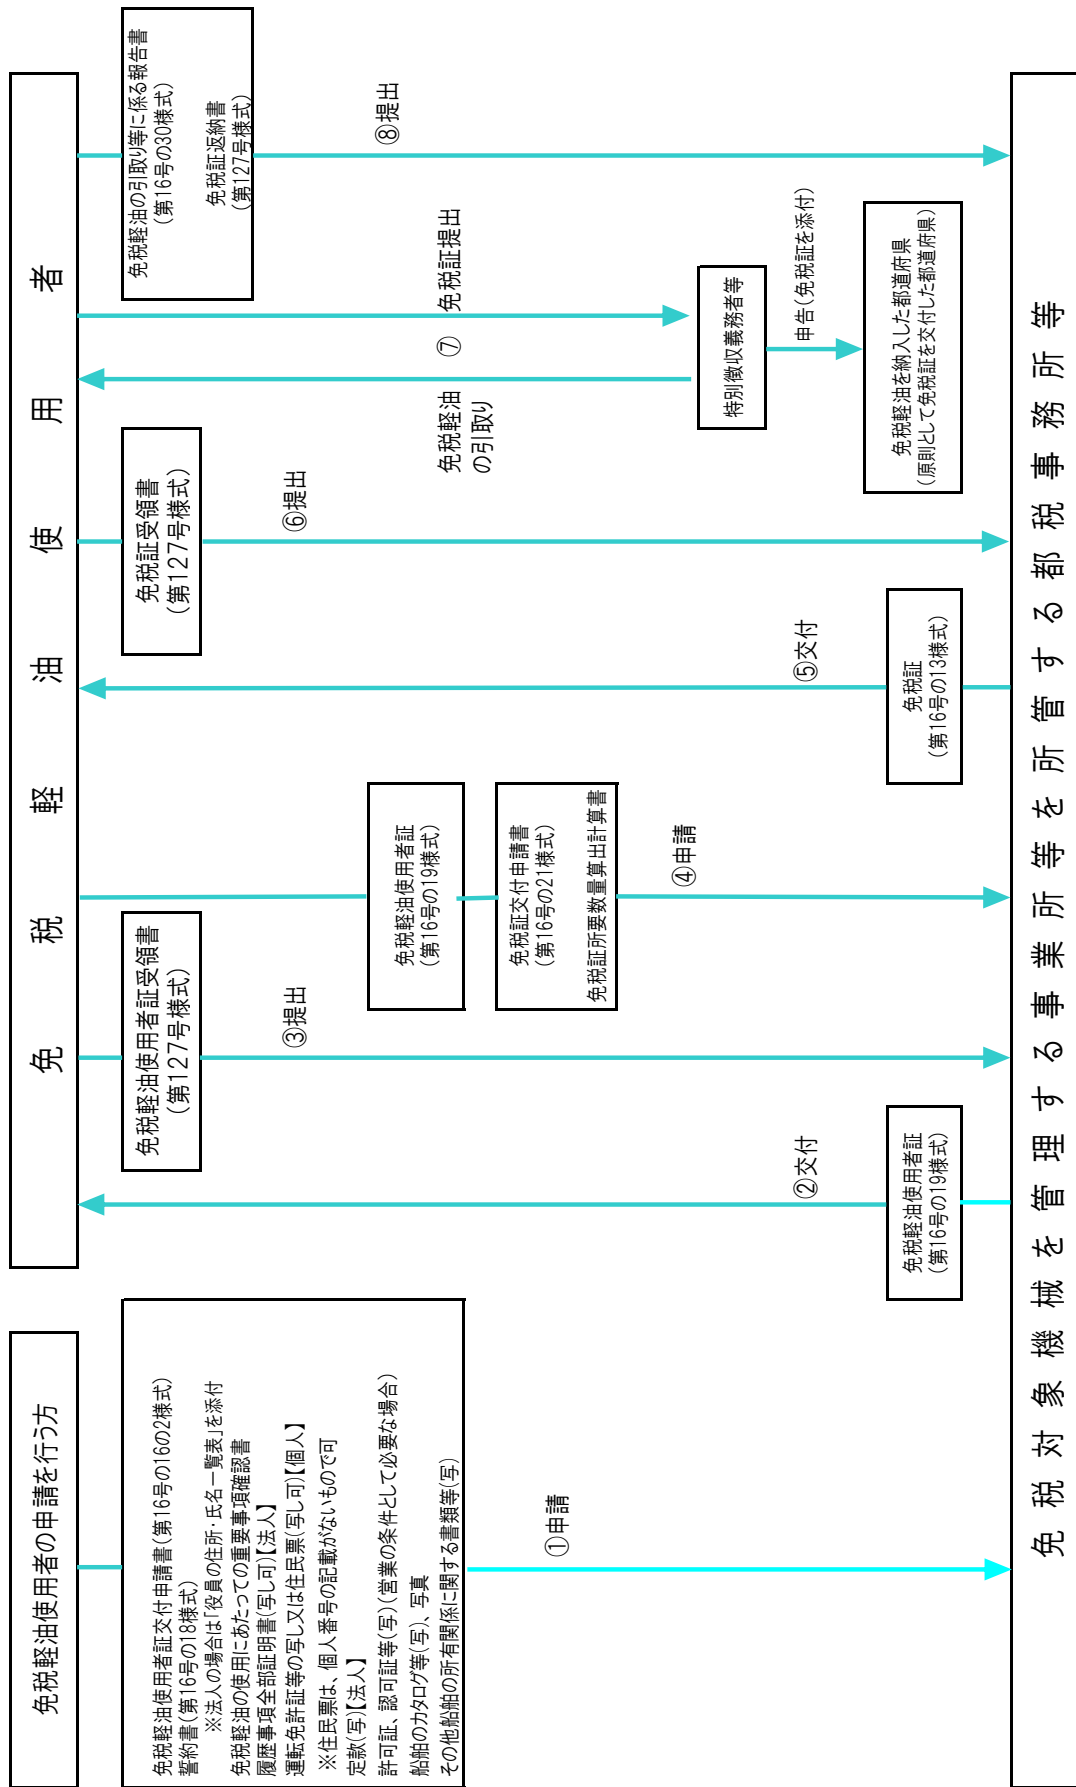 免税軽油使用者の申請を行う方
免税軽油使用者証交付申請書(第16号の16の2様式)
誓約書(第16号の18様式)
※法人の場合は「役員の住所・氏名一覧表」を添付
免税軽油の使用にあたっての重要事項確認書
履歴事項全部証明書(写し可)【法人】
運転免許証等の写し又は住民票(写し可)【個人】
※住民票は、個人番号の記載がないもので可
定款(写)【法人】
許可証、認可証等(写)(営業の条件として必要な場合)
船舶のカタログ等(写)、写真
その他船舶の所有関係に関する書類等(写)
①申請
免税軽油使用者
②交付
免税軽油使用者証
(第16号の19様式)
免税軽油使用者証受領書
(第127号様式)
③提出
免税軽油使用者証
(第16号の19様式)
免税証交付申請書
(第16号の21様式)
免税証所要数量算出計算書
④申請
⑤交付
免税証
(第16号の13様式)
免税証受領書
(第127号様式)
⑥提出
免税軽油
の引取り
⑦ 免税証提出
特別徴収義務者等
申告(免税証を添付)
免税軽油を納入した都道府県
(原則として免税証を交付した都道府県)
免税軽油の引取り等に係る報告書
(第16号の30様式)
免税証返納書
(第127号様式)
⑧提出
免税対象機械を管理する事業所等を所管する都税事務所等